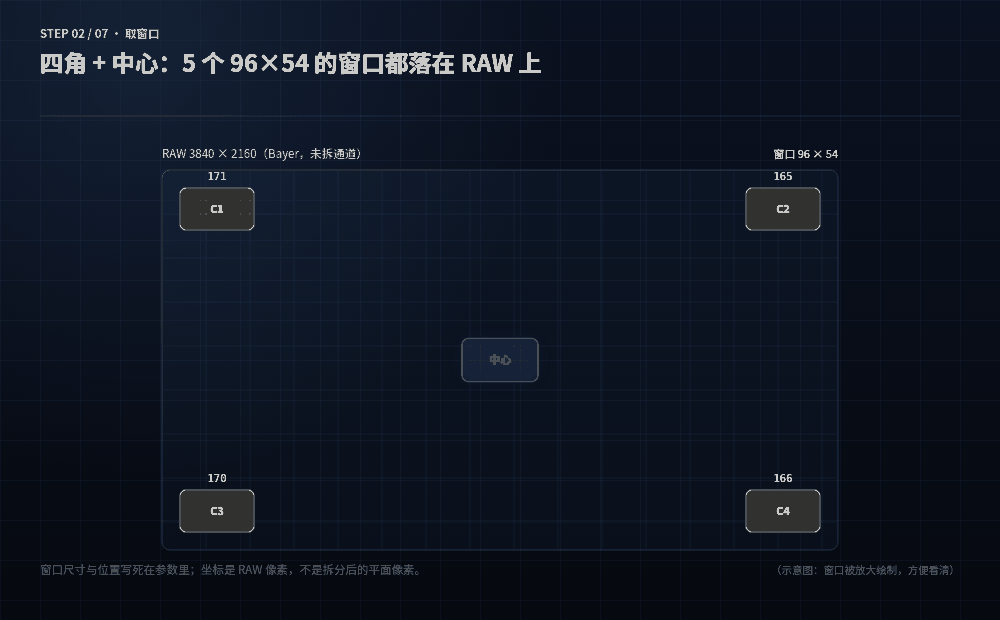 STEP 02 / 07 · 取窗口
四角 + 中心：5 个 96×54 的窗口都落在 RAW 上
RAW 3840 × 2160（Bayer，未拆通道）
窗口 96 × 54
171
165
C1
C2
中心
170
166
C3
C4
窗口尺寸与位置写死在参数里；坐标是 RAW 像素，不是拆分后的平面像素。
（示意图：窗口被放大绘制，方便看清）